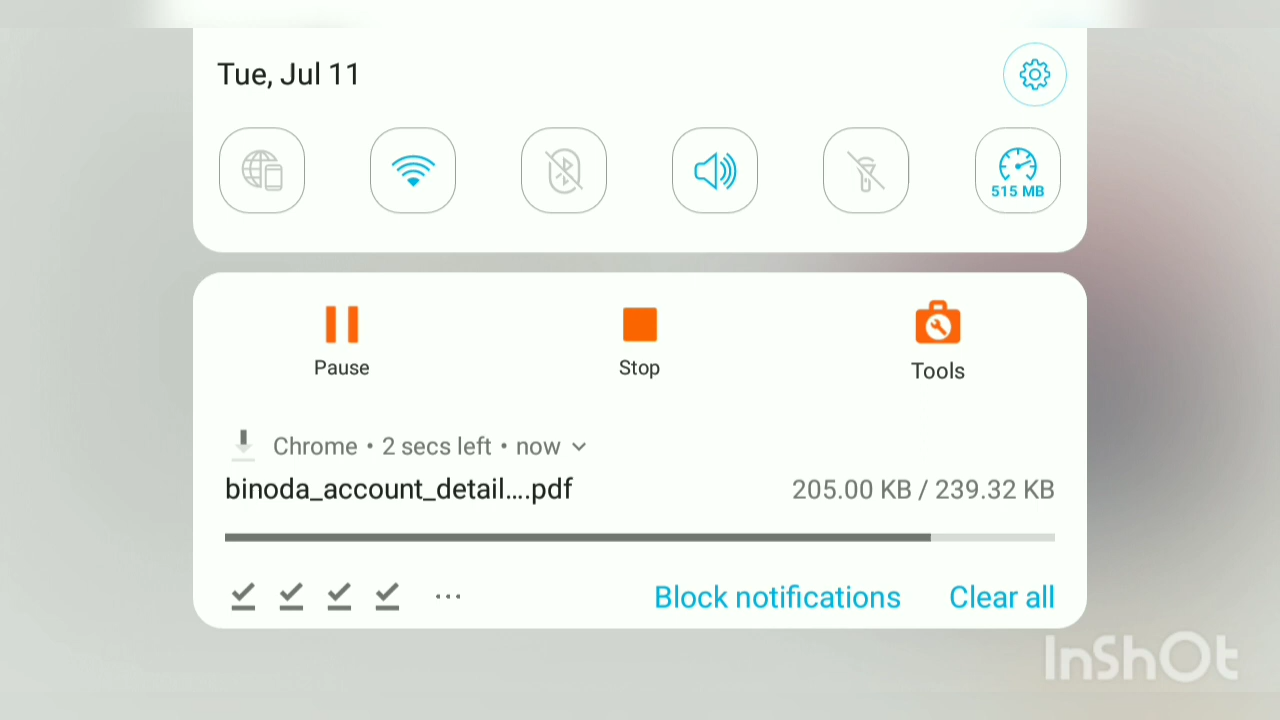 Tue, Jul 11
515 MB
Pause Stop Tools
Chrome • 2 secs left • now
binoda_account_detail....pdf 205.00 KB / 239.32 KB
Block notifications Clear all
InShOt